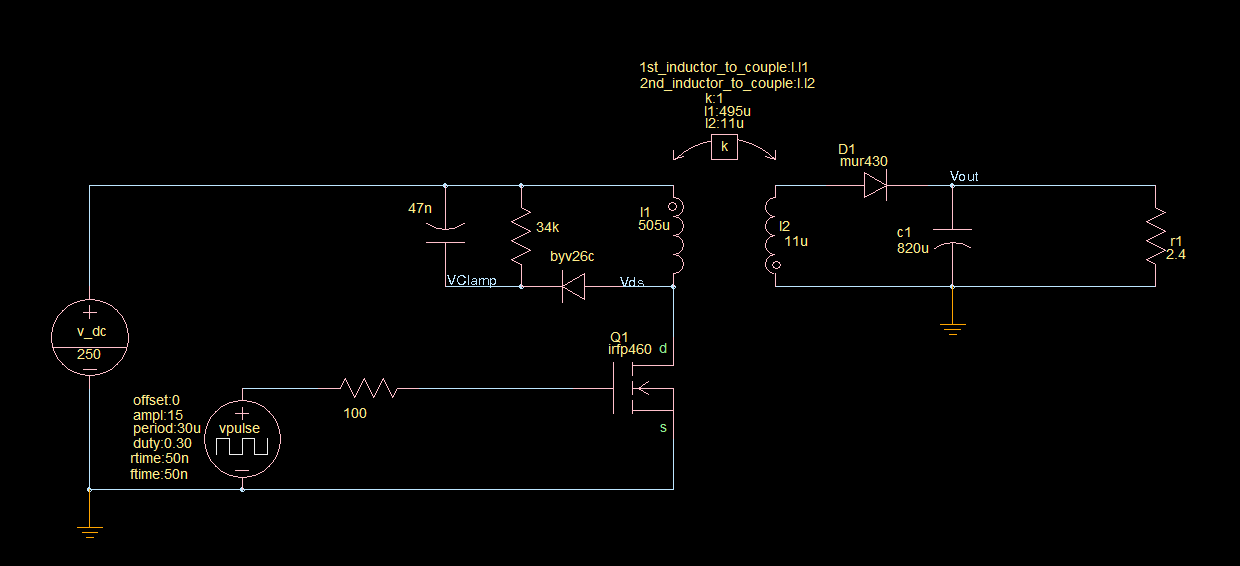 1st_inductor_to_couple:l.l1
2nd_inductor_to_couple:l.l2
k:1
l1:495u
l2:11u
k
D1
mur430
Vout
47n
34k
l1
505u
l2
11u
c1
820u
r1
2.4
byv26c
VClamp
Vds
v_dc
250
Q1
irfp460
d
s
100
offset:0
ampl:15
period:30u
duty:0.30
rtime:50n
ftime:50n
vpulse